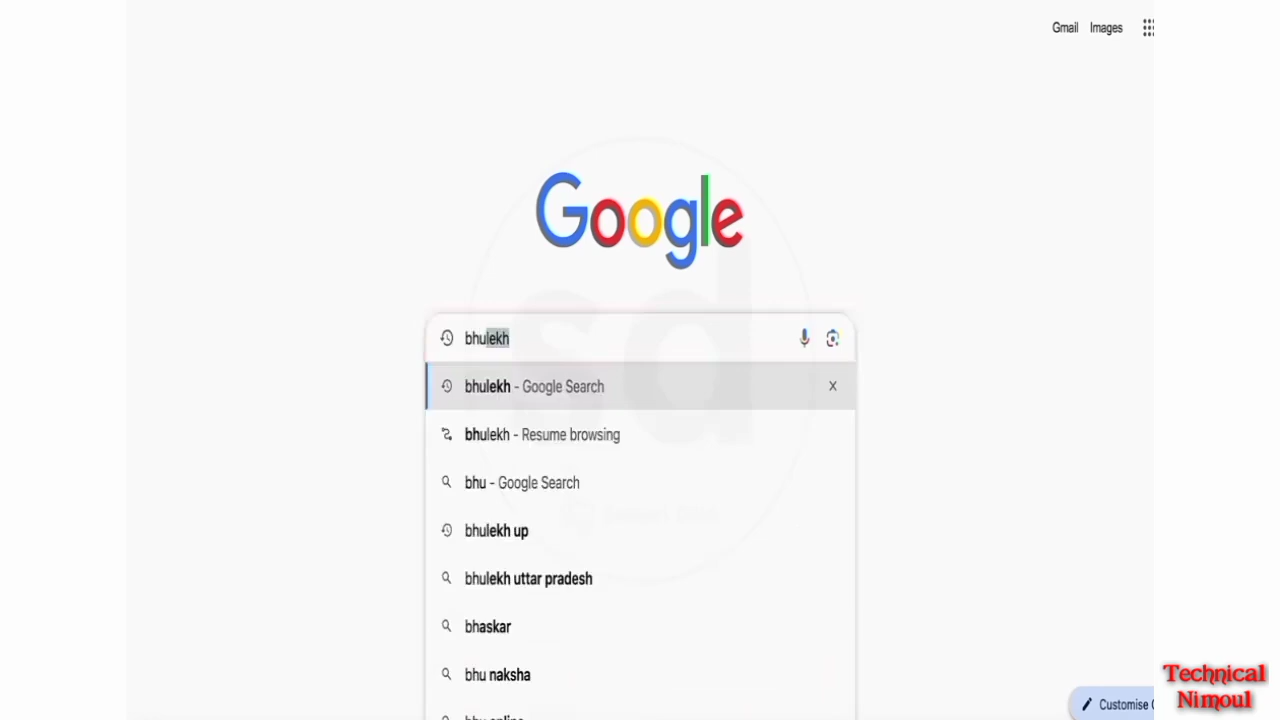 Gmail Images
Google
bhulekh
bhulekh - Google Search
bhulekh - Resume browsing
bhu - Google Search
bhulekh up
bhulekh uttar pradesh
bhaskar
bhu naksha
Customise
Technical
Nimoul
sd